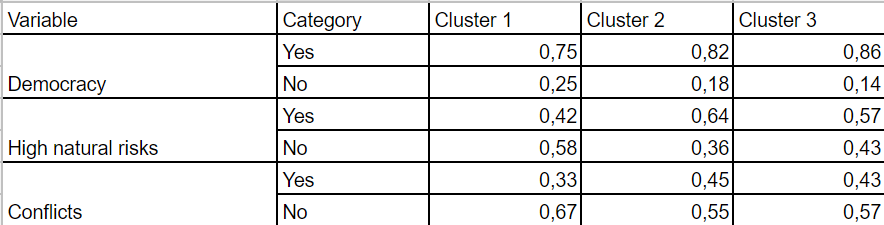 Variable Category Cluster 1 Cluster 2 Cluster 3
Yes 0,75 0,82 0,86
Democracy No 0,25 0,18 0,14
Yes 0,42 0,64 0,57
High natural risks No 0,58 0,36 0,43
Yes 0,33 0,45 0,43
Conflicts No 0,67 0,55 0,57